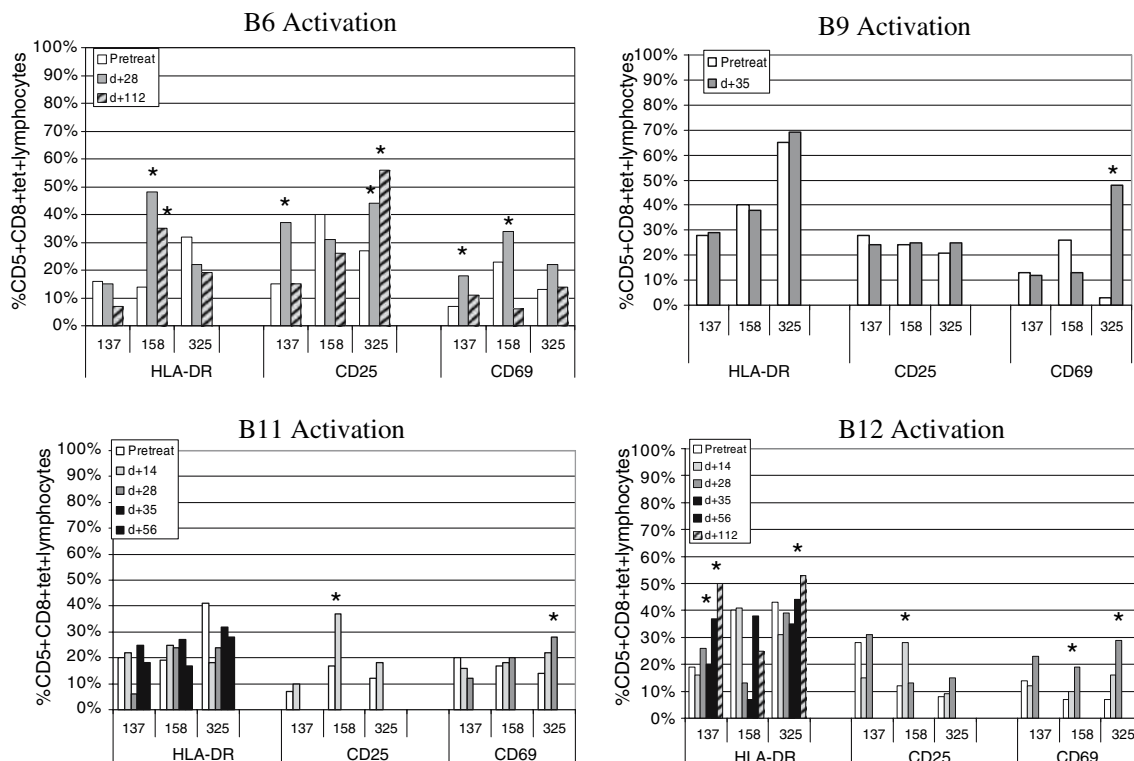 B6 Activation
%CD5+CD8+tet+lymphocytes
100%
90%
80%
70%
60%
50%
40%
30%
20%
10%
0%
Pretreat
d+28
d+112
* * * * * * *
137 158 325 137 158 325 137 158 325
HLA-DR CD25 CD69
B9 Activation
%CD5+CD8+tet+lymphoctyes
100%
90%
80%
70%
60%
50%
40%
30%
20%
10%
0%
Pretreat
d+35
*
137 158 325 137 158 325 137 158 325
HLA-DR CD25 CD69
B11 Activation
%CD5+CD8+tet+lymphocytes
100%
90%
80%
70%
60%
50%
40%
30%
20%
10%
0%
Pretreat
d+14
d+28
d+35
d+56
* *
137 158 325 137 158 325 137 158 325
HLA-DR CD25 CD69
B12 Activation
%CD5+CD8+tet+lymphocytes
100%
90%
80%
70%
60%
50%
40%
30%
20%
10%
0%
Pretreat
d+14
d+28
d+35
d+56
d+112
* * * * * *
137 158 325 137 158 325 137 158 325
HLA-DR CD25 CD69